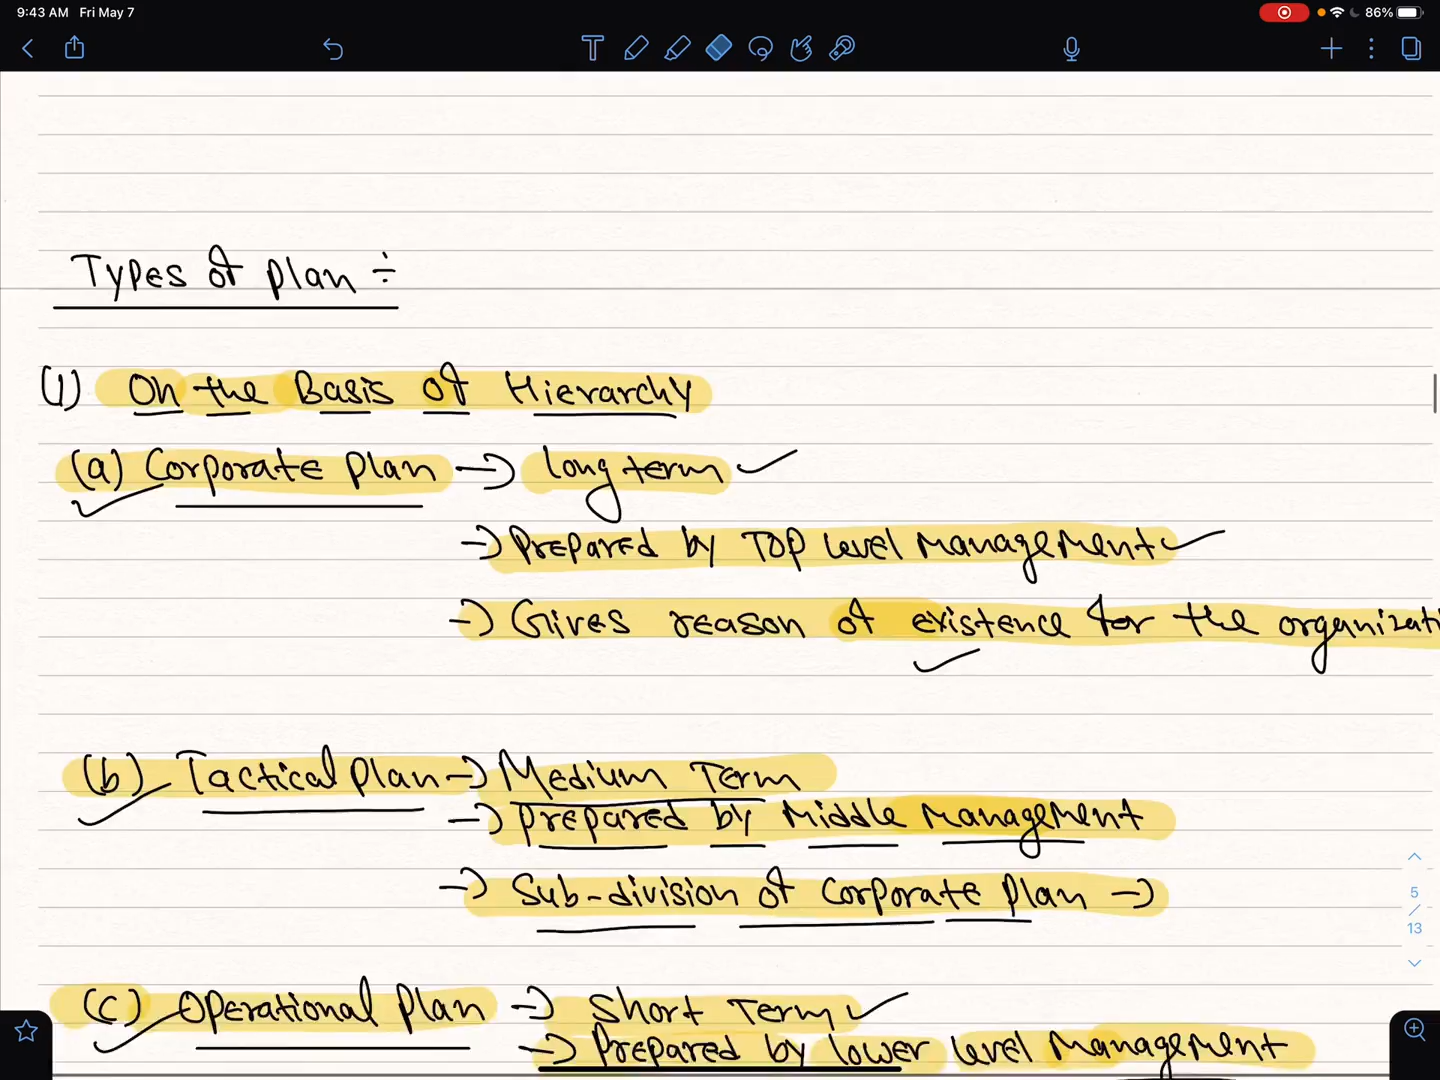 9:43 AM Fri May 7
86%
Types of plan ÷
(1) On the Basis of Hierarchy
(a) Corporate Plan → long term ✓
→ Prepared by Top level Management ✓
→ Gives reason of existence for the organizati
(b) Tactical Plan → Medium Term
→ Prepared by Middle Management
→ Sub-division of Corporate Plan →
5
/
13
(c) Operational Plan → Short Term ✓
→ Prepared by lower level Management